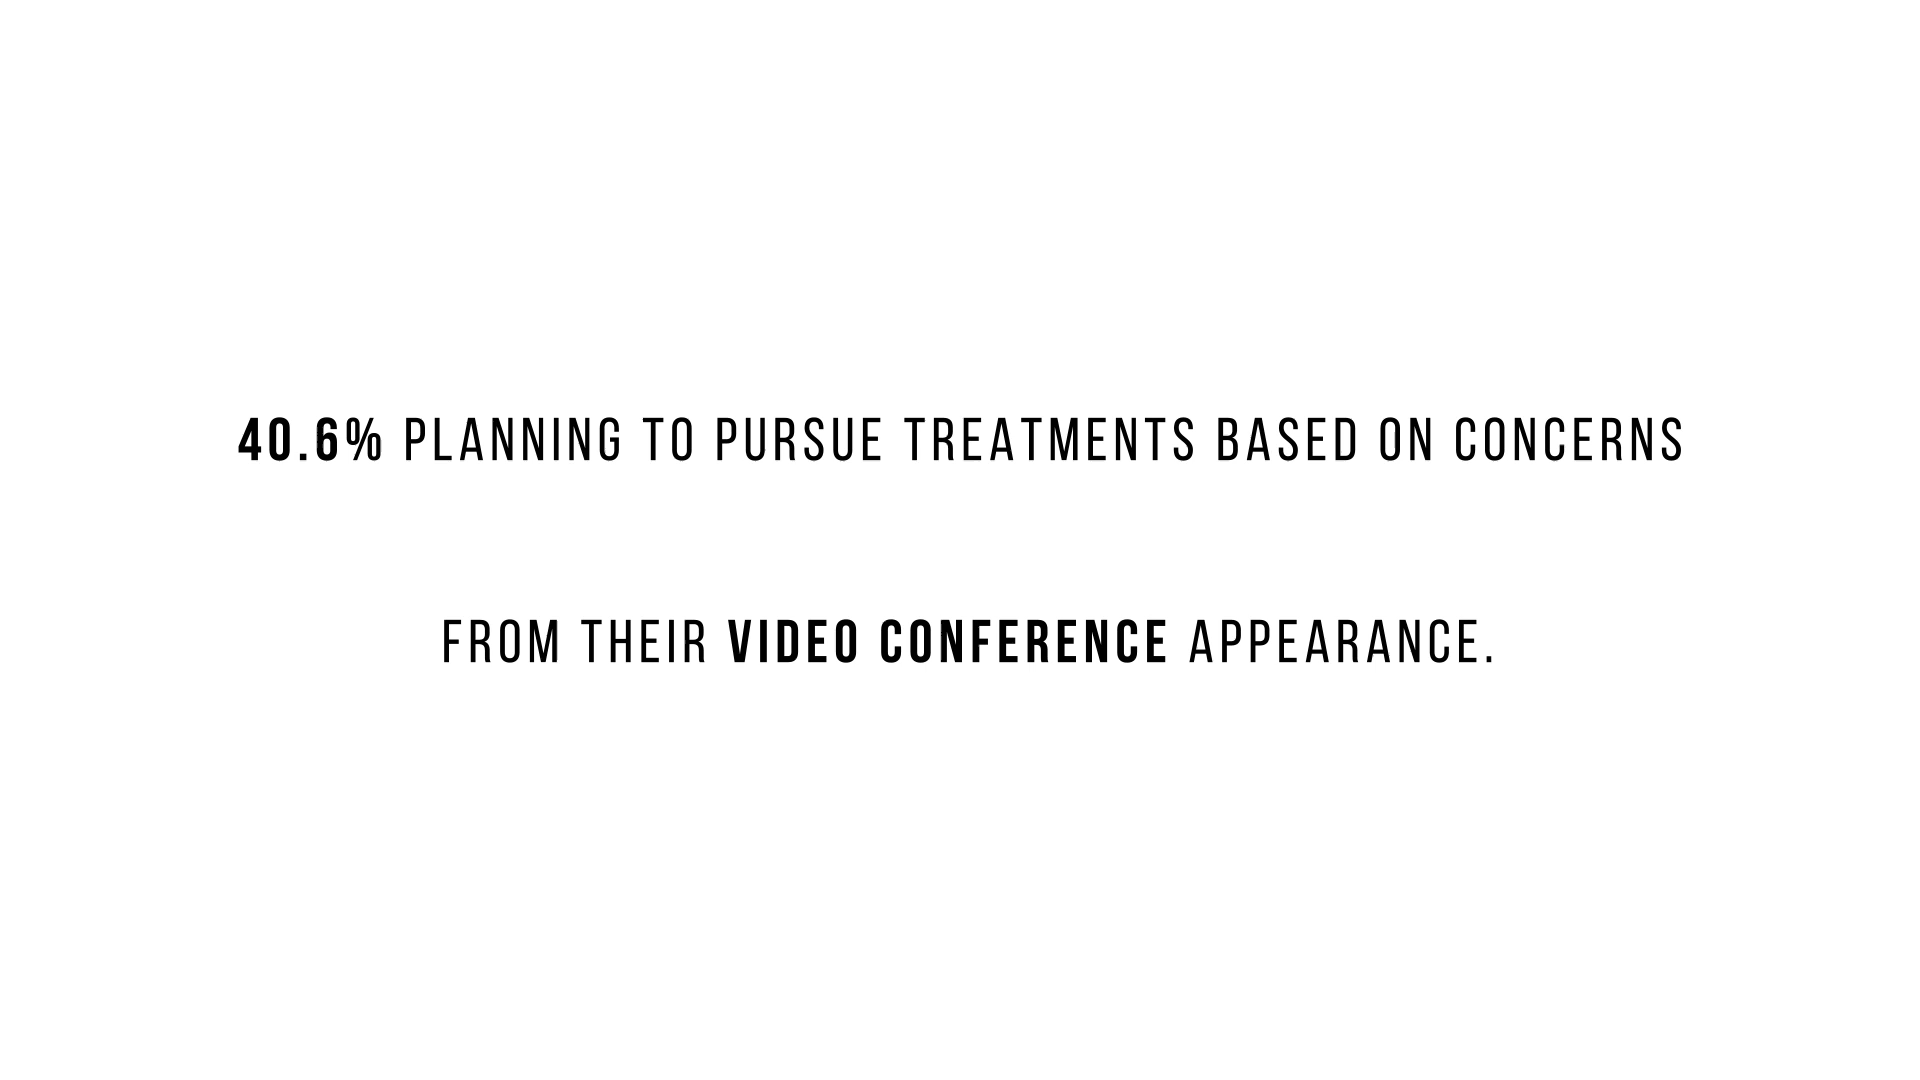 40.6% PLANNING TO PURSUE TREATMENTS BASED ON CONCERNS
FROM THEIR VIDEO CONFERENCE APPEARANCE.